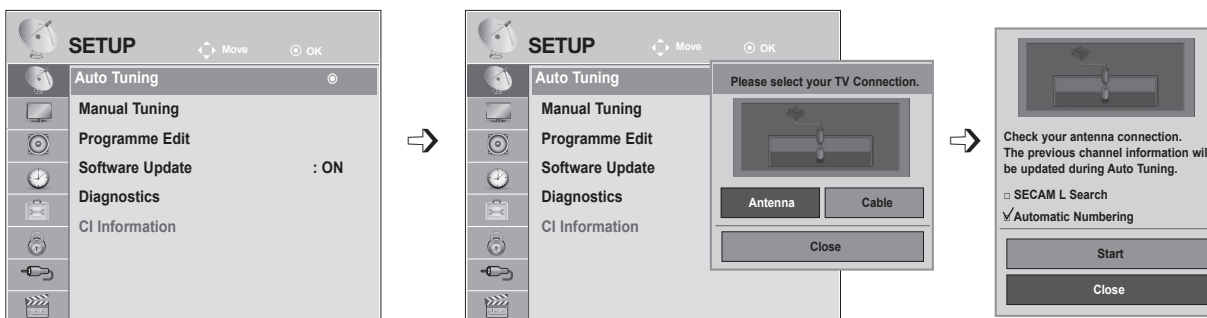 SETUP
Move
OK
Auto Tuning
Manual Tuning
Programme Edit
Software Update : ON
Diagnostics
CI Information
SETUP
Move
OK
Auto Tuning
Manual Tuning
Programme Edit
Software Update
Diagnostics
CI Information
Please select your TV Connection.
Antenna
Cable
Close
Check your antenna connection.
The previous channel information wil
be updated during Auto Tuning.
SECAM L Search
Automatic Numbering
Start
Close